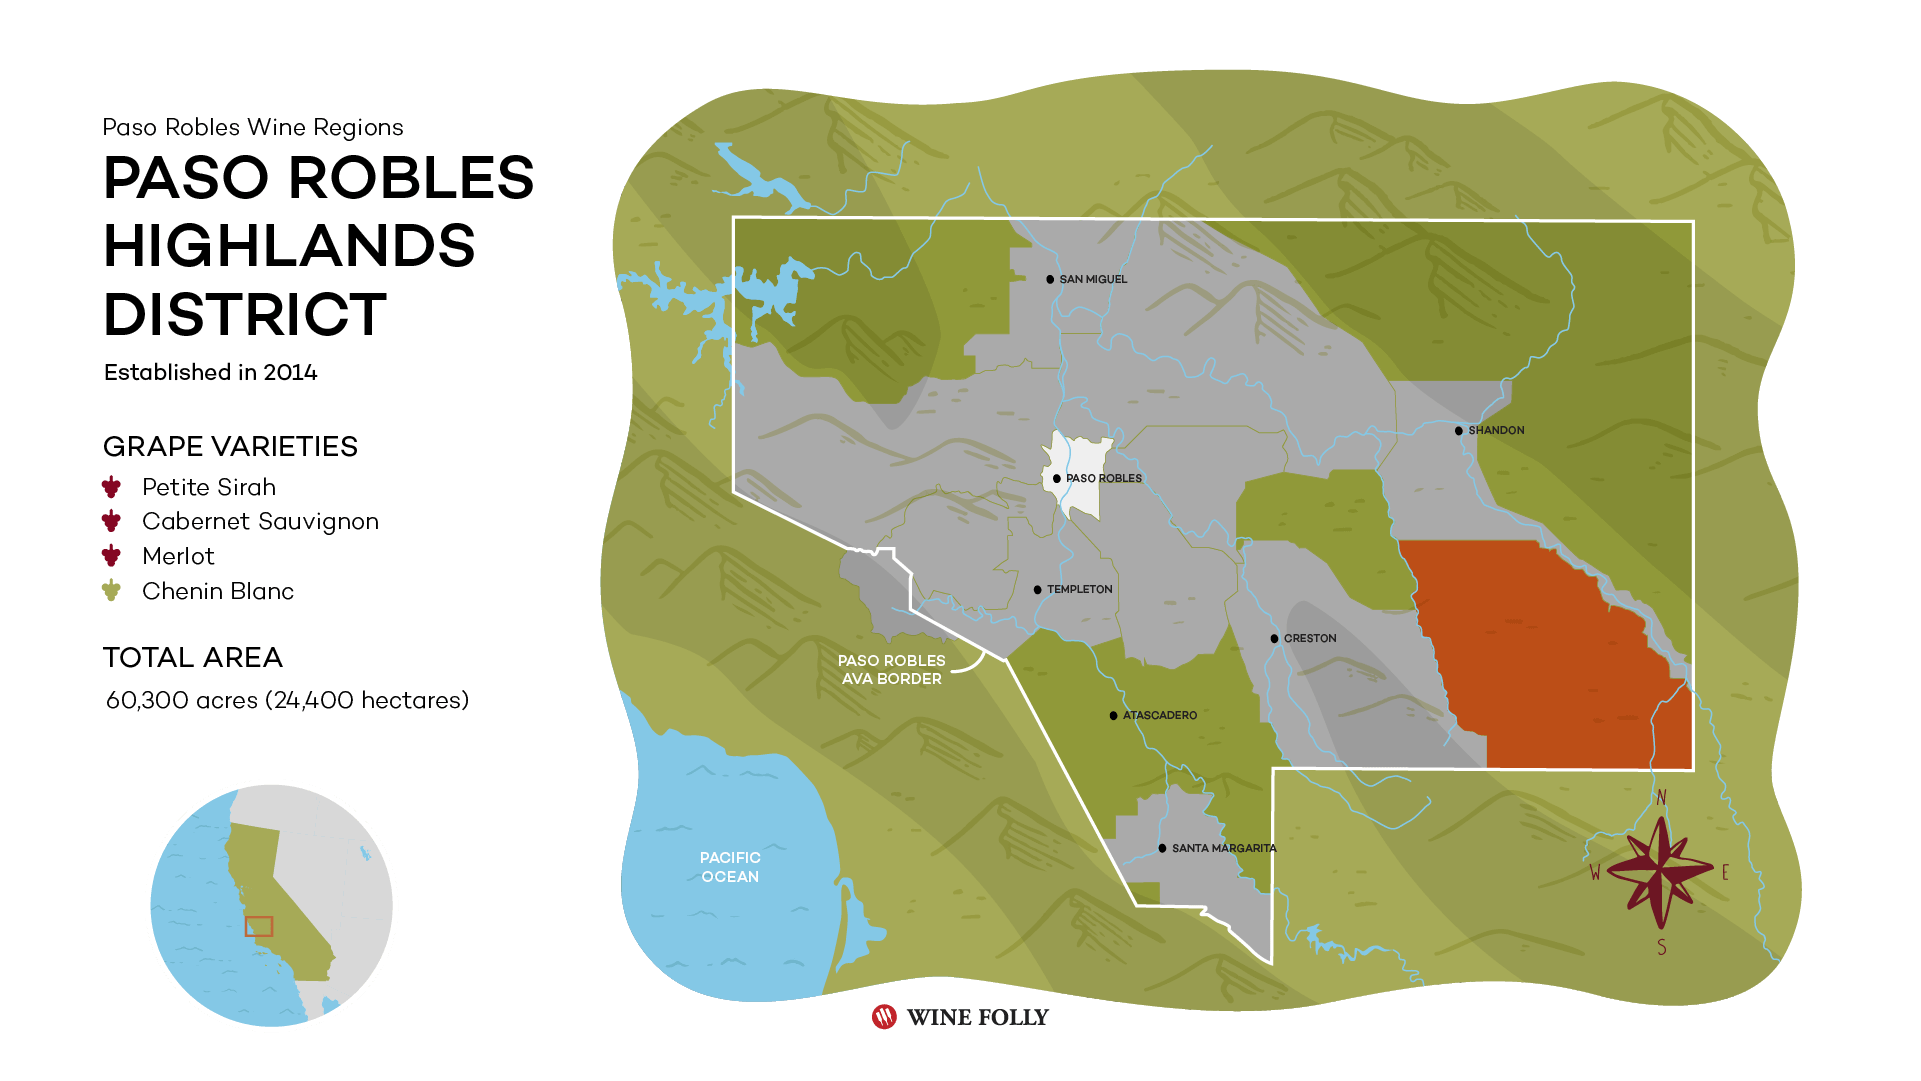 Paso Robles Wine Regions
PASO ROBLES
HIGHLANDS
DISTRICT
Established in 2014
GRAPE VARIETIES
Petite Sirah
Cabernet Sauvignon
Merlot
Chenin Blanc
TOTAL AREA
60,300 acres (24,400 hectares)
SAN MIGUEL
SHANDON
PASO ROBLES
TEMPLETON
CRESTON
PASO ROBLES
AVA BORDER
ATASCADERO
SANTA MARGARITA
PACIFIC
OCEAN
N
W
E
S
WINE FOLLY